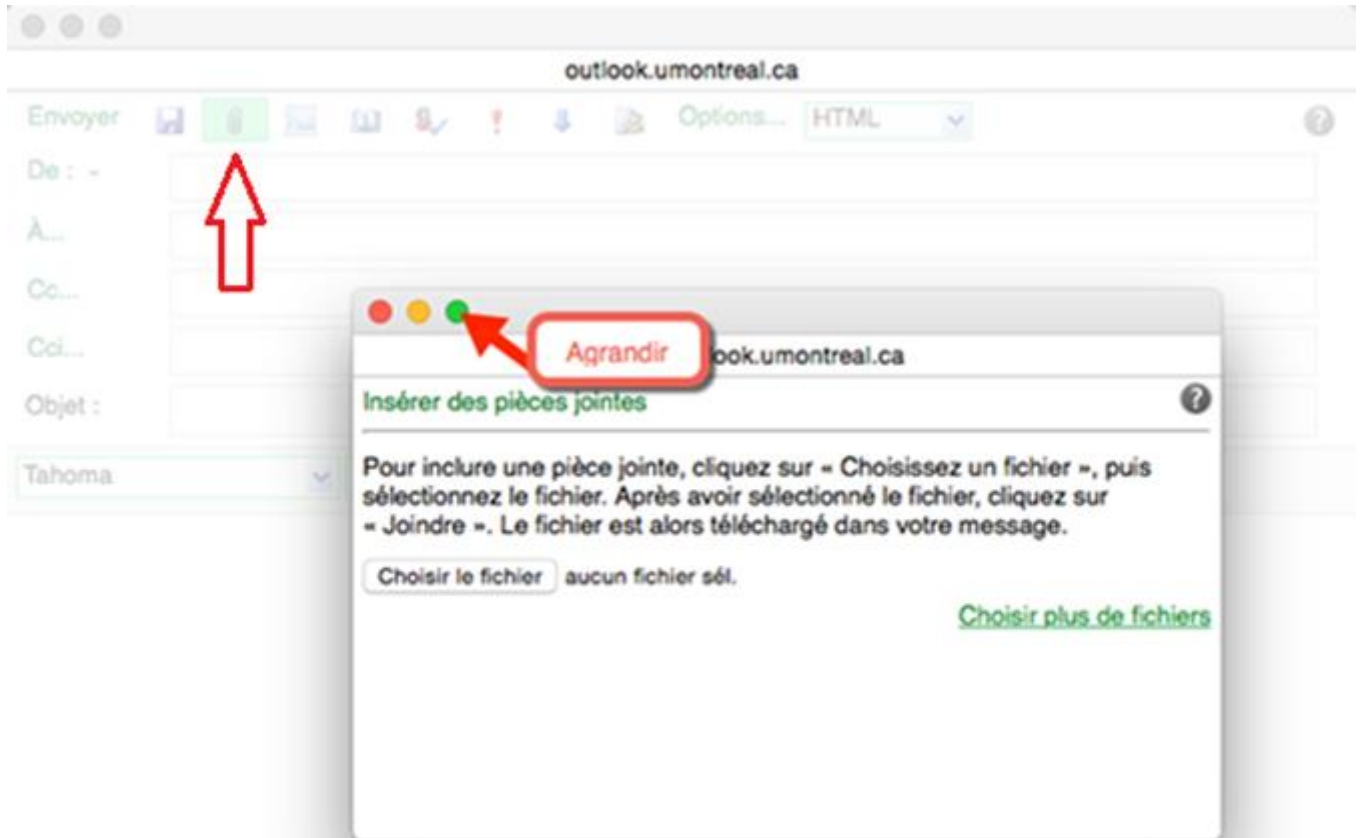 outlook.umontreal.ca
Envoyer Options... HTML
De : -
À...
Cc...
Cci...
Objet :
Tahoma
Agrandir
look.umontreal.ca
Insérer des pièces jointes
Pour inclure une pièce jointe, cliquez sur « Choisissez un fichier », puis
sélectionnez le fichier. Après avoir sélectionné le fichier, cliquez sur
« Joindre ». Le fichier est alors téléchargé dans votre message.
Choisir le fichier aucun fichier sél.
Choisir plus de fichiers